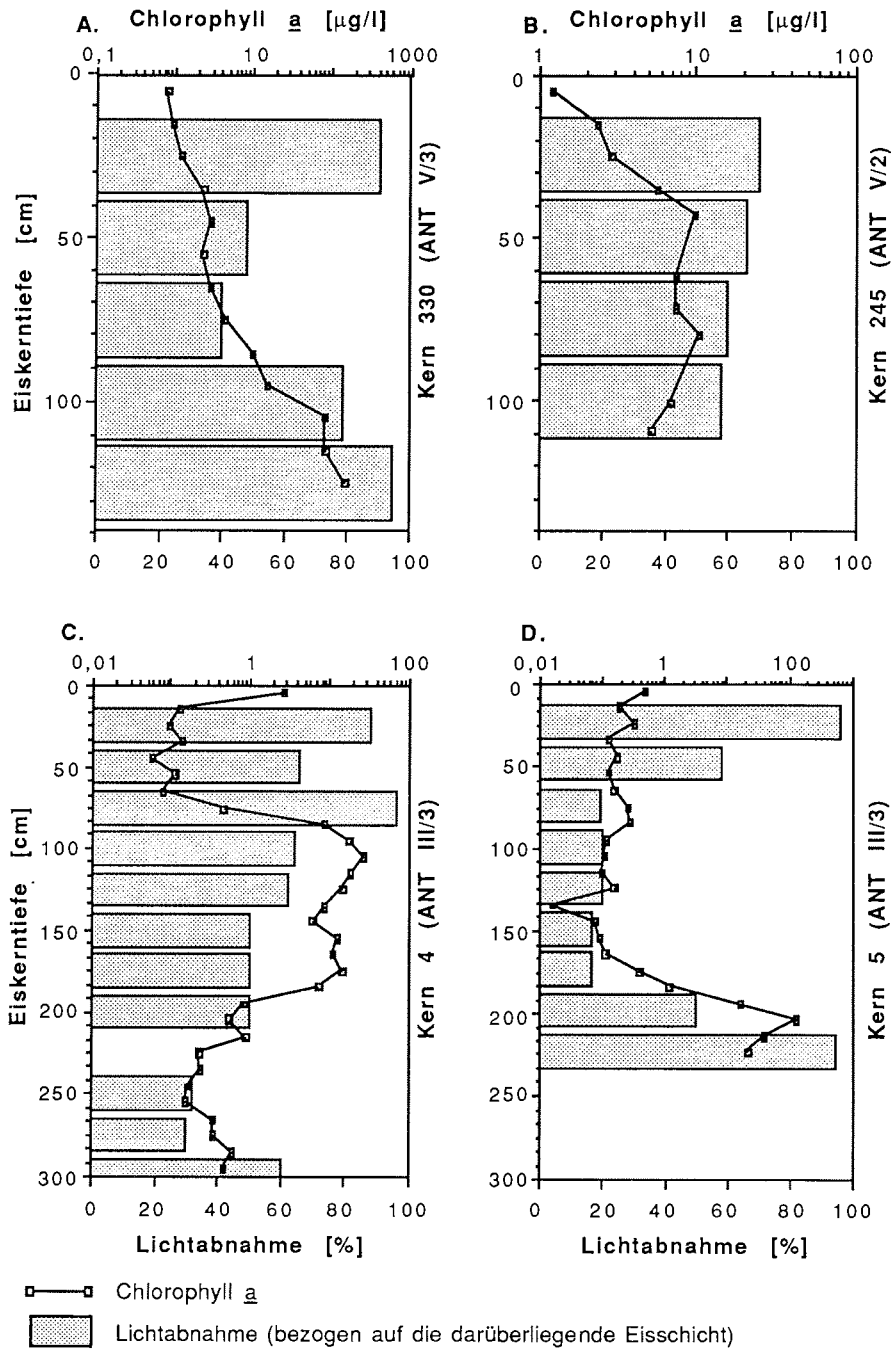 A. Chlorophyll a [µg/l]
0,1 10 1000
0
50
100
Eiskerntiefe [cm]
Kern 330 (ANT V/3)
0 20 40 60 80 100
B. Chlorophyll a [µg/l]
1 10 100
0
50
100
Kern 245 (ANT V/2)
0 20 40 60 80 100
C.
0,01 1 100
0
50
100
150
200
250
300
Eiskerntiefe [cm]
Kern 4 (ANT III/3)
0 20 40 60 80 100
Lichtabnahme [%]
D.
0,01 1 100
0
50
100
150
200
250
300
Kern 5 (ANT III/3)
0 20 40 60 80 100
Lichtabnahme [%]
Chlorophyll a
Lichtabnahme (bezogen auf die darüberliegende Eisschicht)